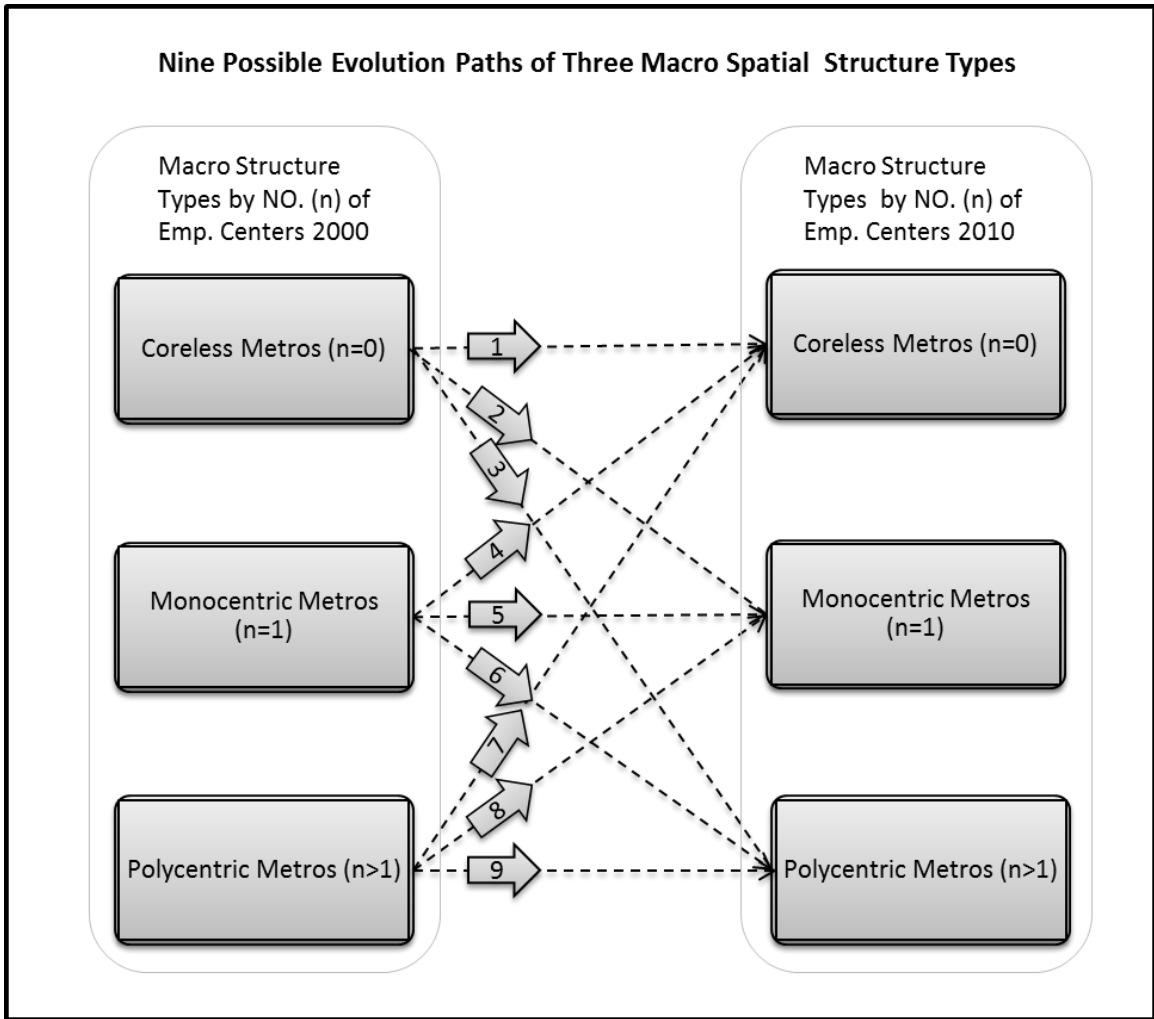 Nine Possible Evolution Paths of Three Macro Spatial Structure Types
Macro Structure
Types by NO. (n) of
Emp. Centers 2000
Macro Structure
Types by NO. (n) of
Emp. Centers 2010
Coreless Metros (n=0)
1
Coreless Metros (n=0)
2
3
4
Monocentric Metros
(n=1)
5
Monocentric Metros
(n=1)
6
7
8
Polycentric Metros (n>1)
9
Polycentric Metros (n>1)